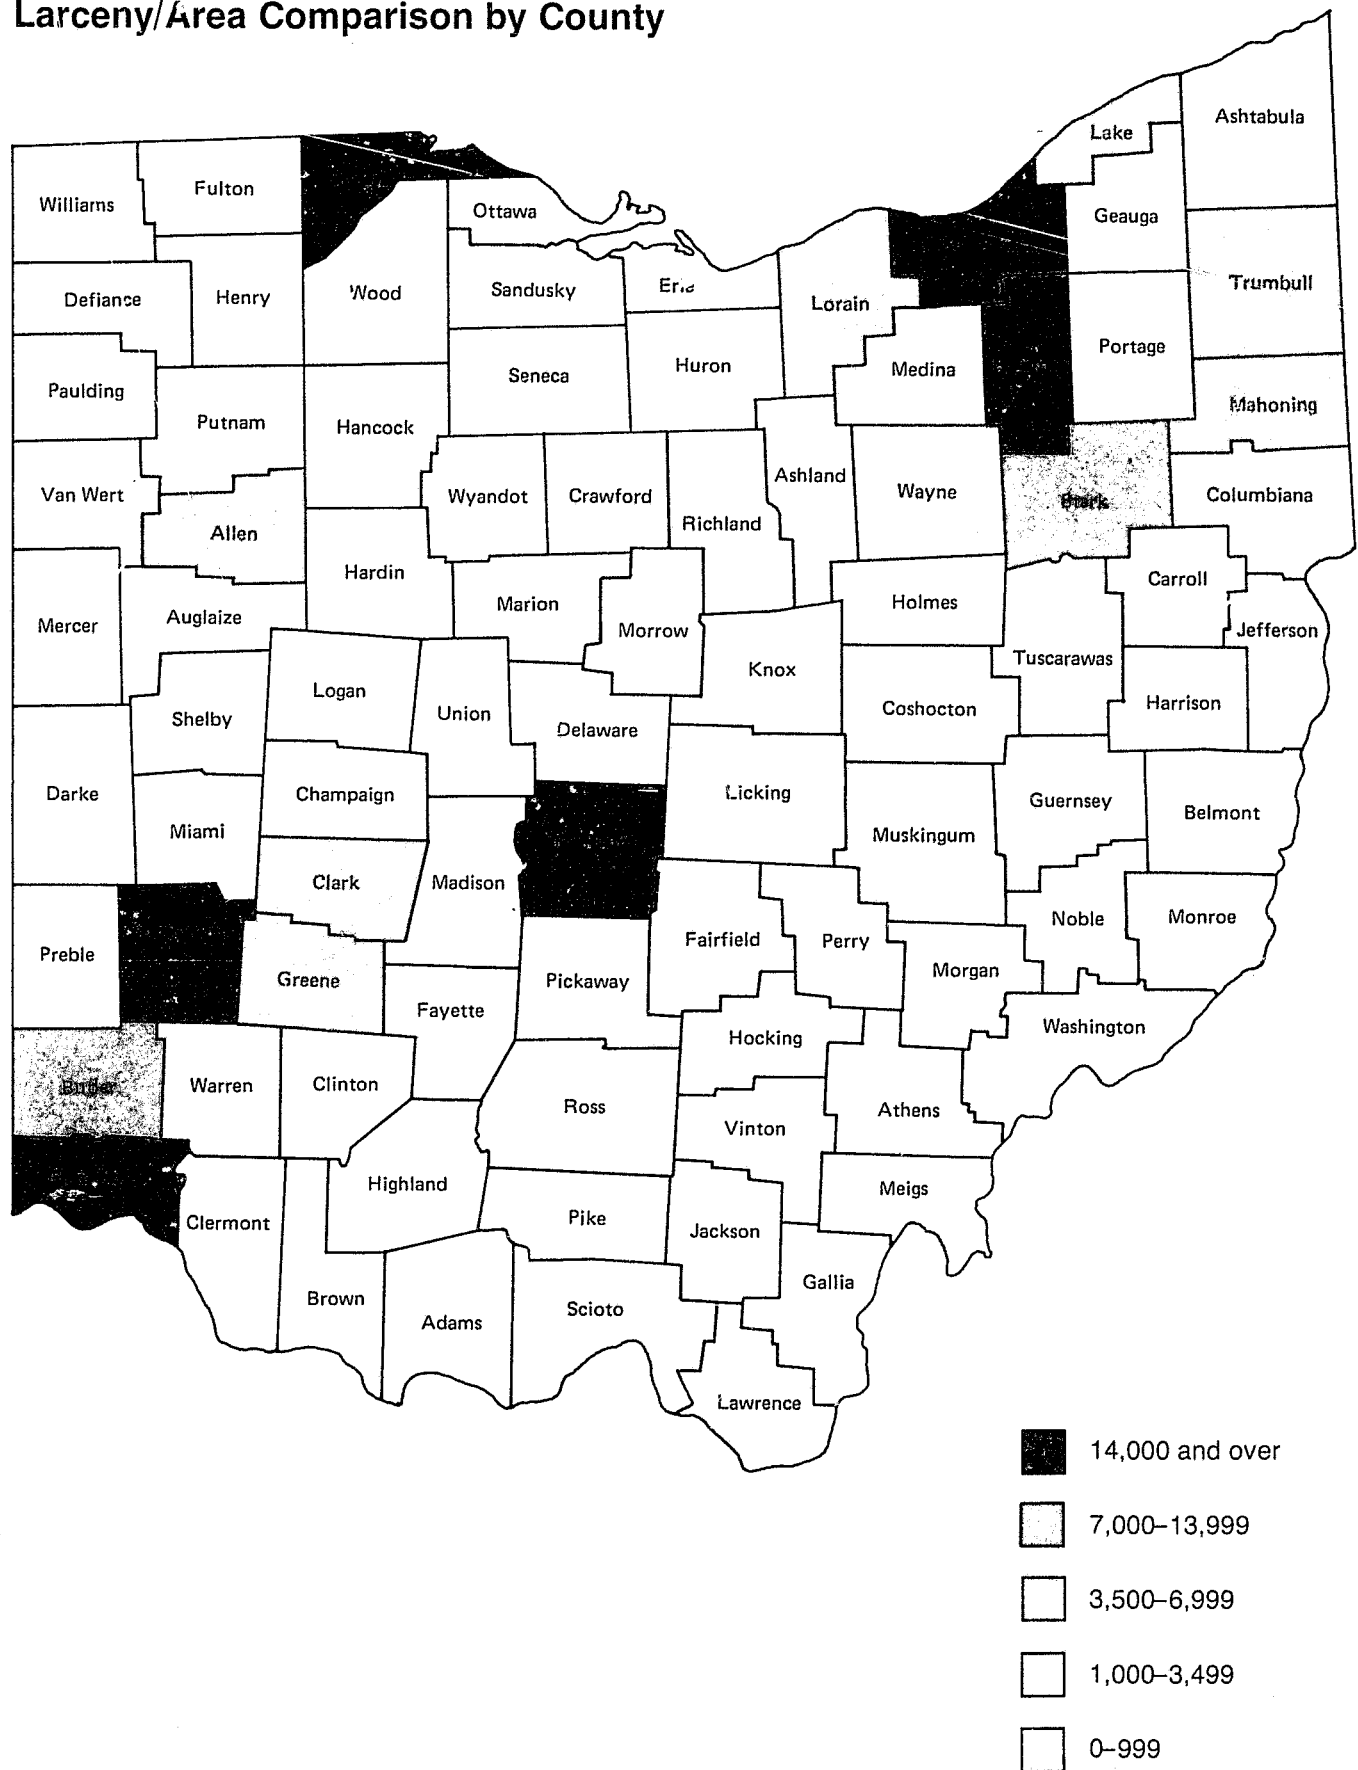 Larceny/Area Comparison by County
Ashtabula
Lake
Williams
Fulton
Ottawa
Geauga
Defiance
Henry
Wood
Sandusky
Erie
Lorain
Trumbull
Paulding
Putnam
Hancock
Seneca
Huron
Medina
Portage
Mahoning
Van Wert
Allen
Wyandot
Crawford
Richland
Ashland
Wayne
Stark
Columbiana
Mercer
Auglaize
Hardin
Marion
Morrow
Holmes
Carroll
Jefferson
Shelby
Logan
Union
Delaware
Knox
Coshocton
Tuscarawas
Harrison
Darke
Miami
Champaign
Licking
Muskingum
Guernsey
Belmont
Clark
Madison
Preble
Greene
Fayette
Pickaway
Fairfield
Perry
Morgan
Noble
Monroe
Butler
Warren
Clinton
Ross
Hocking
Vinton
Athens
Washington
Highland
Clermont
Pike
Jackson
Meigs
Brown
Adams
Scioto
Gallia
Lawrence
14,000 and over
7,000–13,999
3,500–6,999
1,000–3,499
0–999